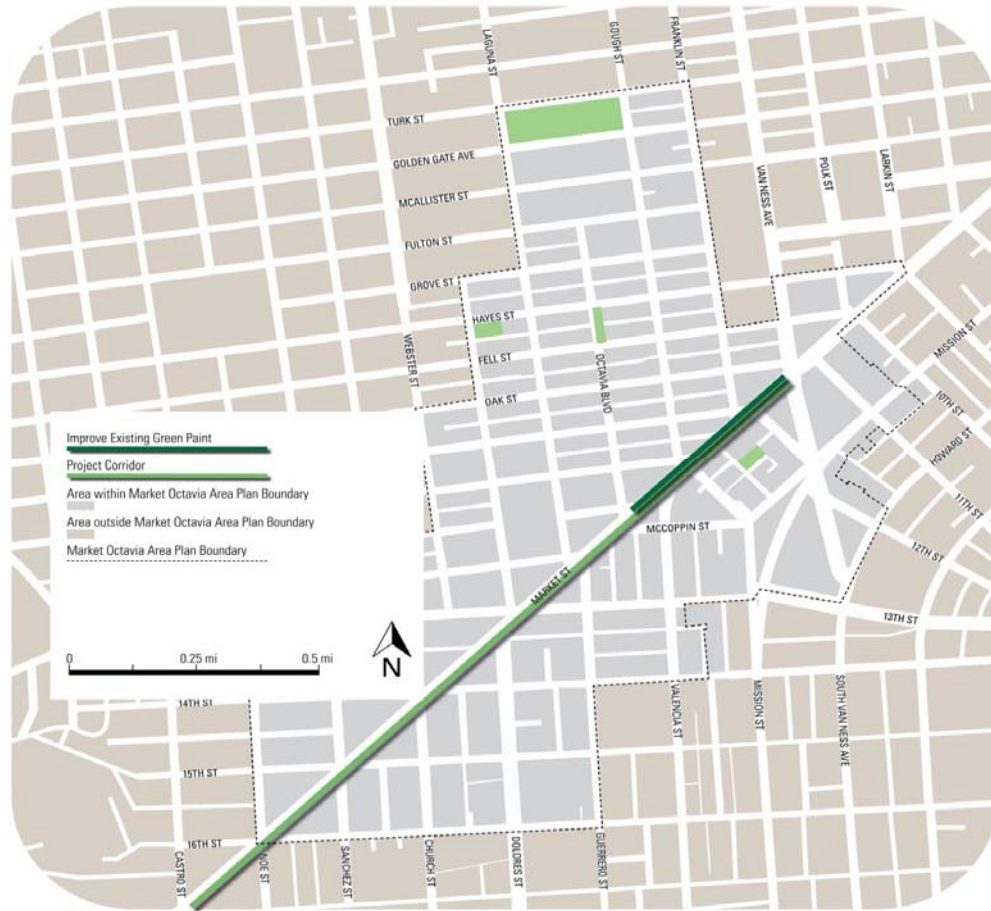 LAGUNA ST
GOUGH ST
FRANKLIN ST
TURK ST
GOLDEN GATE AVE
MCALLISTER ST
FULTON ST
GROVE ST
HAYES ST
FELL ST
OAK ST
WEBSTER ST
OCTAVIA BLVD
VAN NESS AVE
POLK ST
LARKIN ST
MISSION ST
10TH ST
HOWARD ST
11TH ST
12TH ST
13TH ST
MCCOPPIN ST
MARKET ST
Improve Existing Green Paint
Project Corridor
Area within Market Octavia Area Plan Boundary
Area outside Market Octavia Area Plan Boundary
Market Octavia Area Plan Boundary
0 0.25 mi 0.5 mi
N
14TH ST
15TH ST
16TH ST
CASTRO ST
NOE ST
SANCHEZ ST
CHURCH ST
DOLORES ST
GUERRERO ST
VALENCIA ST
MISSION ST
SOUTH VAN NESS AVE